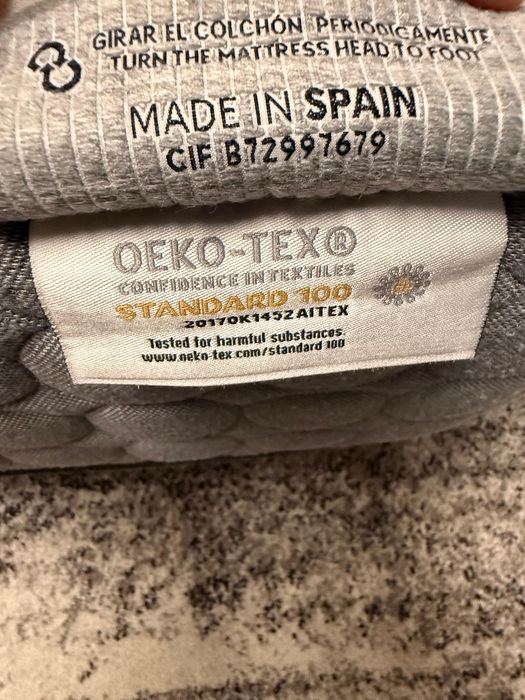 GIRAR EL COLCHÓN PERIÓDICAMENTE
TURN THE MATTRESS HEAD TO FOOT
MADE IN SPAIN
CIF B72997679
OEKO-TEX®
CONFIDENCE IN TEXTILES
STANDARD 100
2017OK1452 AITEX
Tested for harmful substances.
www.oeko-tex.com/standard 100